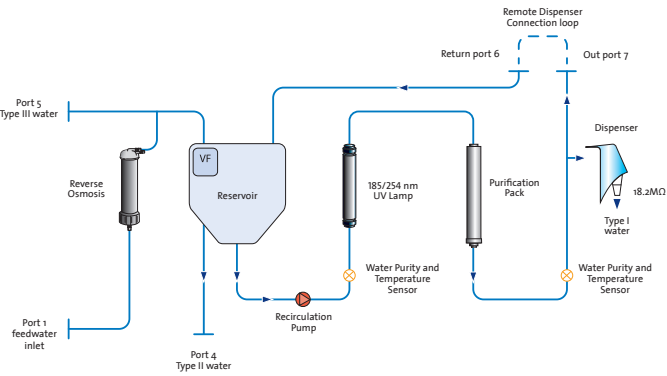 Remote Dispenser
Connection loop
Return port 6
Out port 7
Port 5
Type III water
Dispenser
VF
Reservoir
Reverse
Osmosis
185/254 nm
UV Lamp
Purification
Pack
18.2MΩ
Type I
water
Water Purity and
Temperature
Sensor
Water Purity and
Temperature
Sensor
Recirculation
Pump
Port 1
feedwater
inlet
Port 4
Type II water